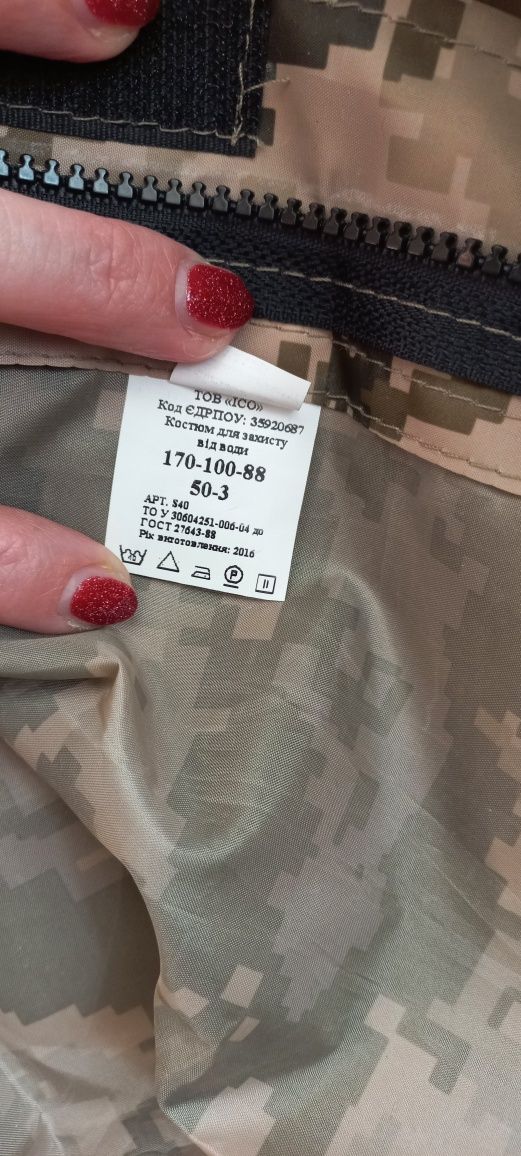 ТОВ «ІСО»
Код ЄДРПОУ: 35920687
Костюм для захисту
від води
170-100-88
50-3
АРТ. S40
ТО У 30604251-006-04 до
ГОСТ 27643-88
Рік виготовлення: 2016
P